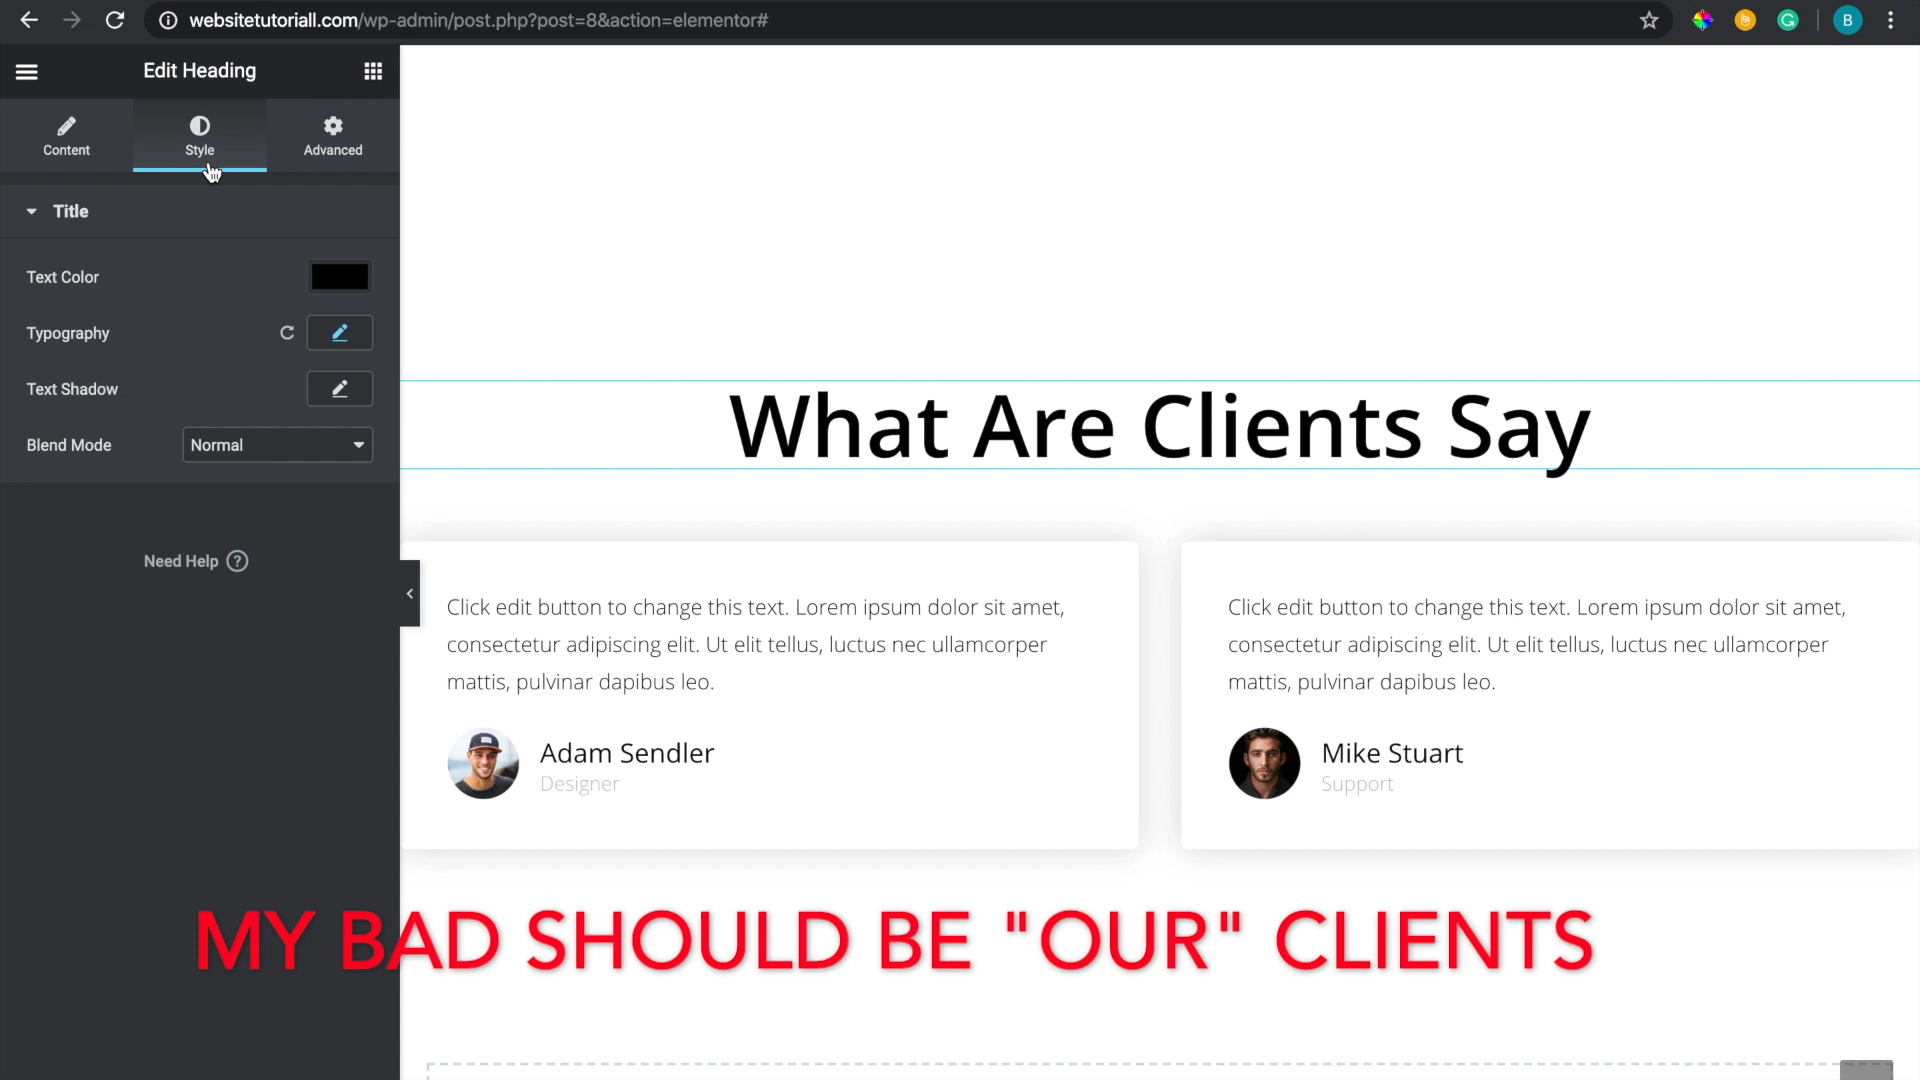 websitetutoriall.com/wp-admin/post.php?post=8&action=elementor#
B
Edit Heading
Content
Style
Advanced
Title
Text Color
Typography
Text Shadow
Blend Mode
Normal
Need Help ?
What Are Clients Say
Click edit button to change this text. Lorem ipsum dolor sit amet,
consectetur adipiscing elit. Ut elit tellus, luctus nec ullamcorper
mattis, pulvinar dapibus leo.
Adam Sendler
Designer
Click edit button to change this text. Lorem ipsum dolor sit amet,
consectetur adipiscing elit. Ut elit tellus, luctus nec ullamcorper
mattis, pulvinar dapibus leo.
Mike Stuart
Support
MY BAD SHOULD BE "OUR" CLIENTS